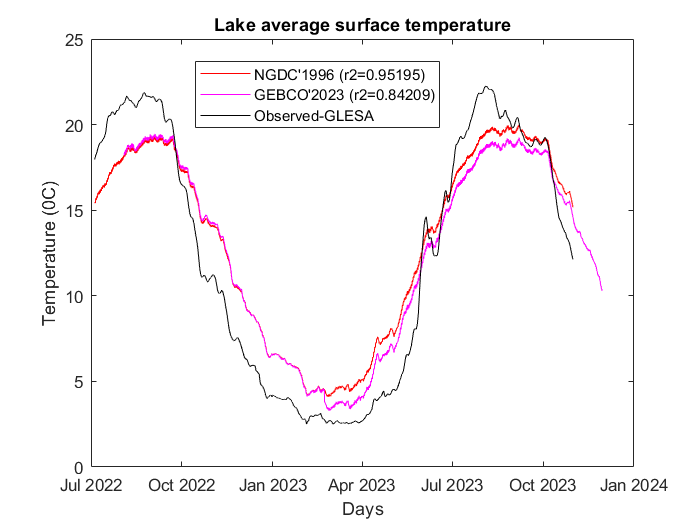 Lake average surface temperature
NGDC'1996 (r2=0.95195)
GEBCO'2023 (r2=0.84209)
Observed-GLESA
Temperature (0C)
25
20
15
10
5
0
Jul 2022 Oct 2022 Jan 2023 Apr 2023 Jul 2023 Oct 2023 Jan 2024
Days